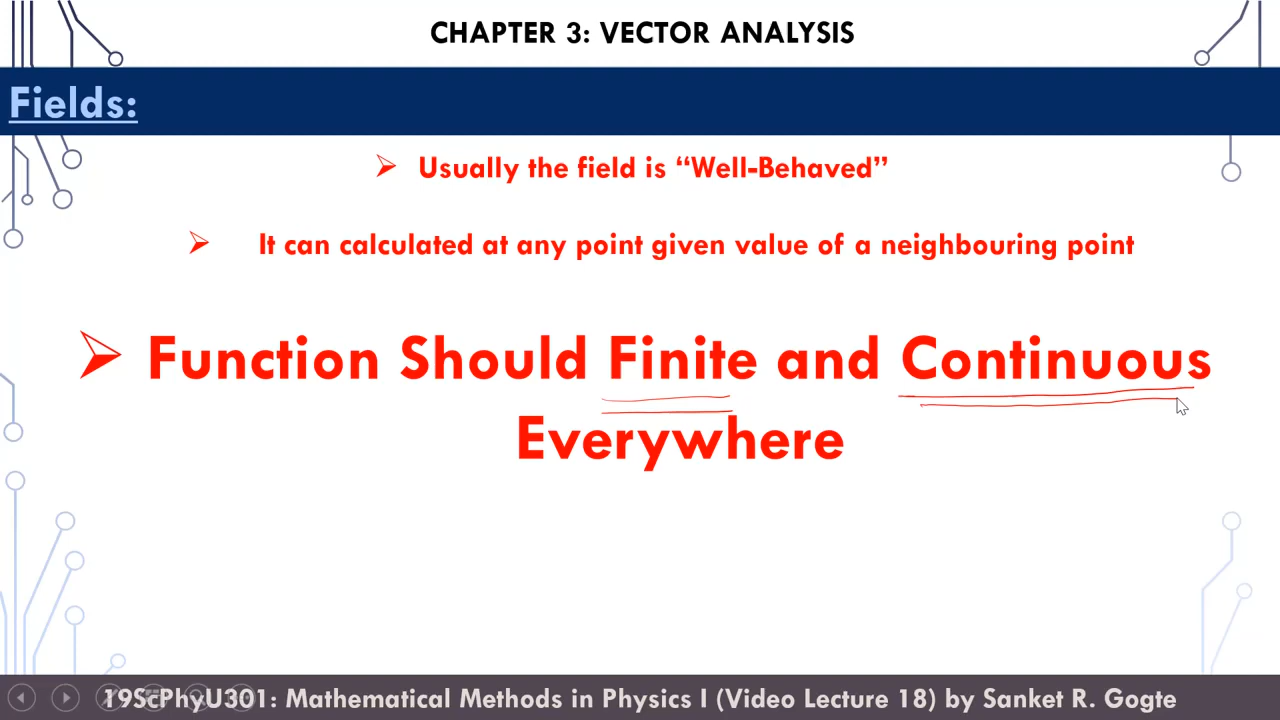 CHAPTER 3: VECTOR ANALYSIS
Fields:
➢ Usually the field is “Well-Behaved”
➢ It can calculated at any point given value of a neighbouring point
➢ Function Should Finite and Continuous
Everywhere
19ScPhyU301: Mathematical Methods in Physics I (Video Lecture 18) by Sanket R. Gogte